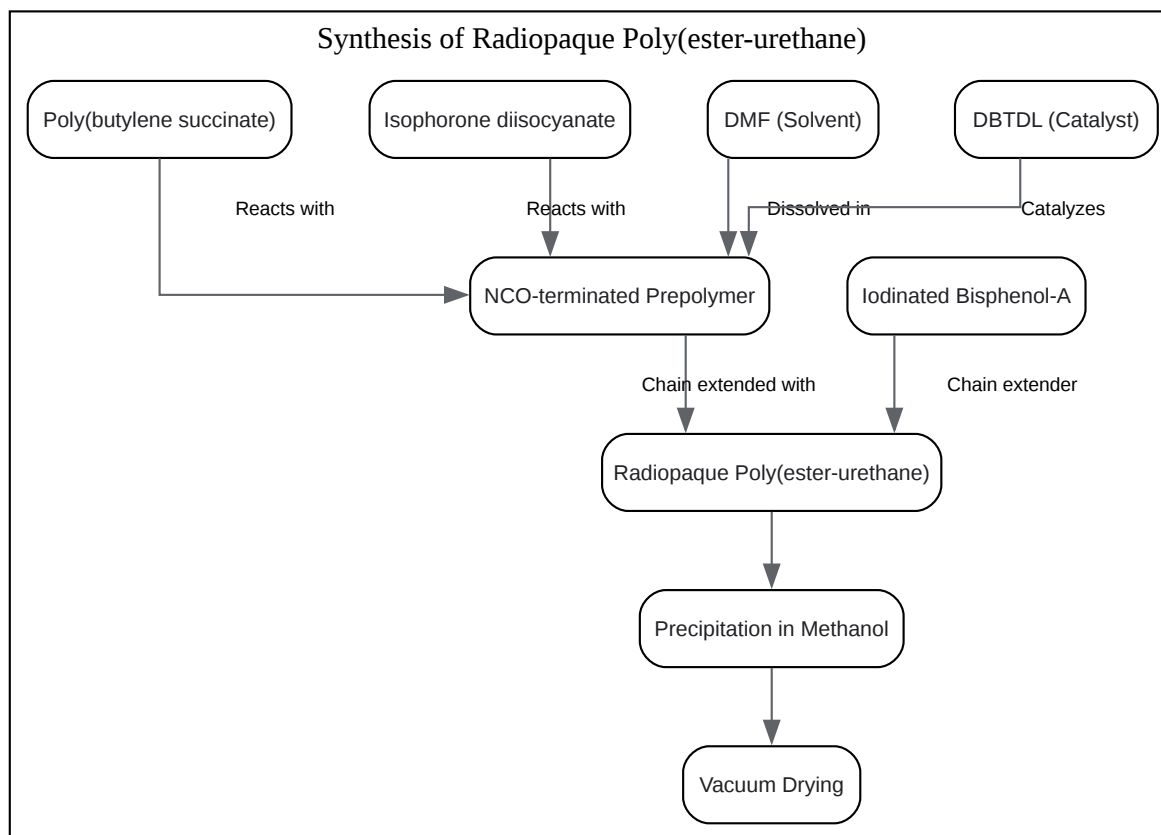 Synthesis of Radiopaque Poly(ester-urethane)
Poly(butylene succinate)
Isophorone diisocyanate
DMF (Solvent)
DBTDL (Catalyst)
Reacts with
Reacts with
Dissolved in
Catalyzes
NCO-terminated Prepolymer
Iodinated Bisphenol-A
Chain extended with
Chain extender
Radiopaque Poly(ester-urethane)
Precipitation in Methanol
Vacuum Drying